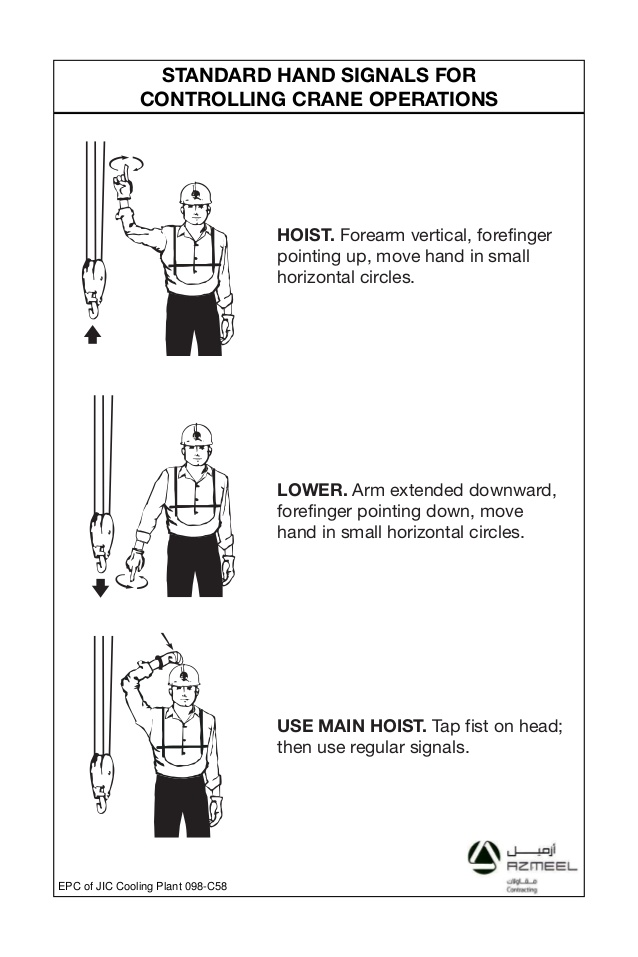 STANDARD HAND SIGNALS FOR
CONTROLLING CRANE OPERATIONS
HOIST. Forearm vertical, forefinger
pointing up, move hand in small
horizontal circles.
LOWER. Arm extended downward,
forefinger pointing down, move
hand in small horizontal circles.
USE MAIN HOIST. Tap fist on head;
then use regular signals.
أزميل
AZMEEL
مقاولات
Contracting
EPC of JIC Cooling Plant 098-C58